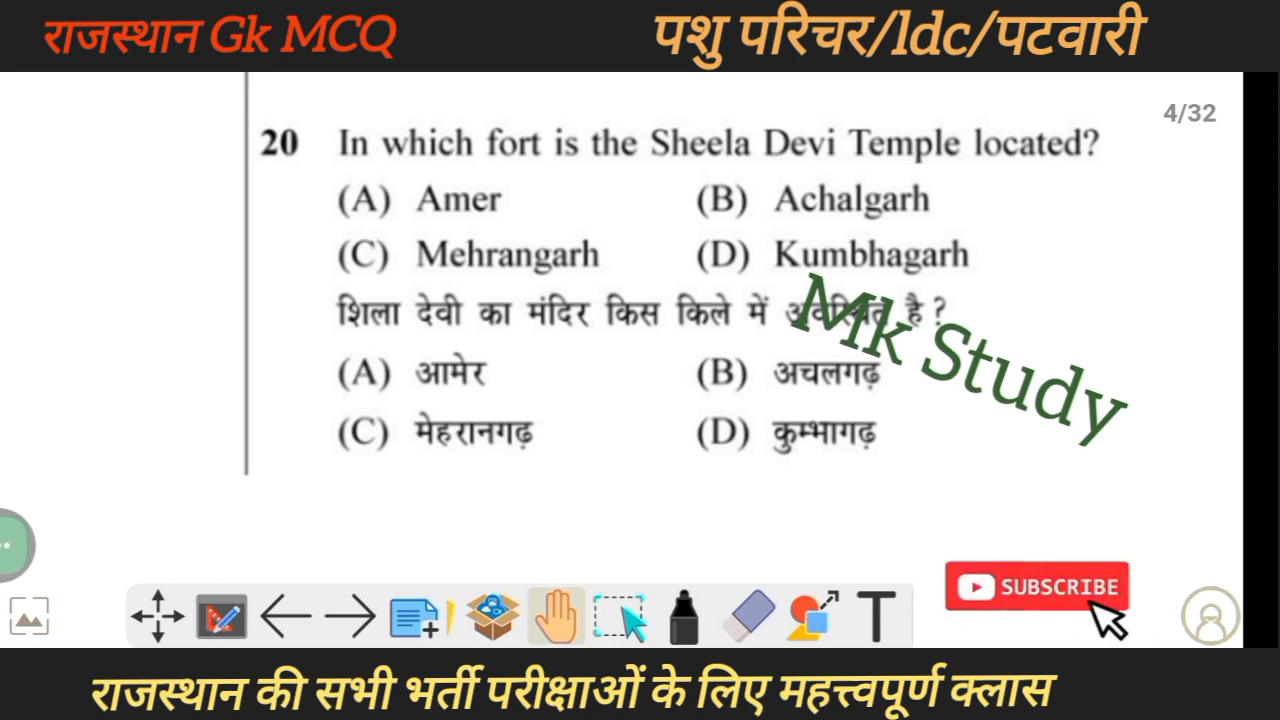 राजस्थान Gk MCQ
पशु परिचर/ldc/पटवारी
4/32
20 In which fort is the Sheela Devi Temple located?
(A) Amer (B) Achalgarh
(C) Mehrangarh (D) Kumbhagarh
शिला देवी का मंदिर किस किले में अवस्थित है ?
(A) आमेर (B) अचलगढ़
(C) मेहरानगढ़ (D) कुम्भागढ़
Mk Study
T
SUBSCRIBE
राजस्थान की सभी भर्ती परीक्षाओं के लिए महत्त्वपूर्ण क्लास